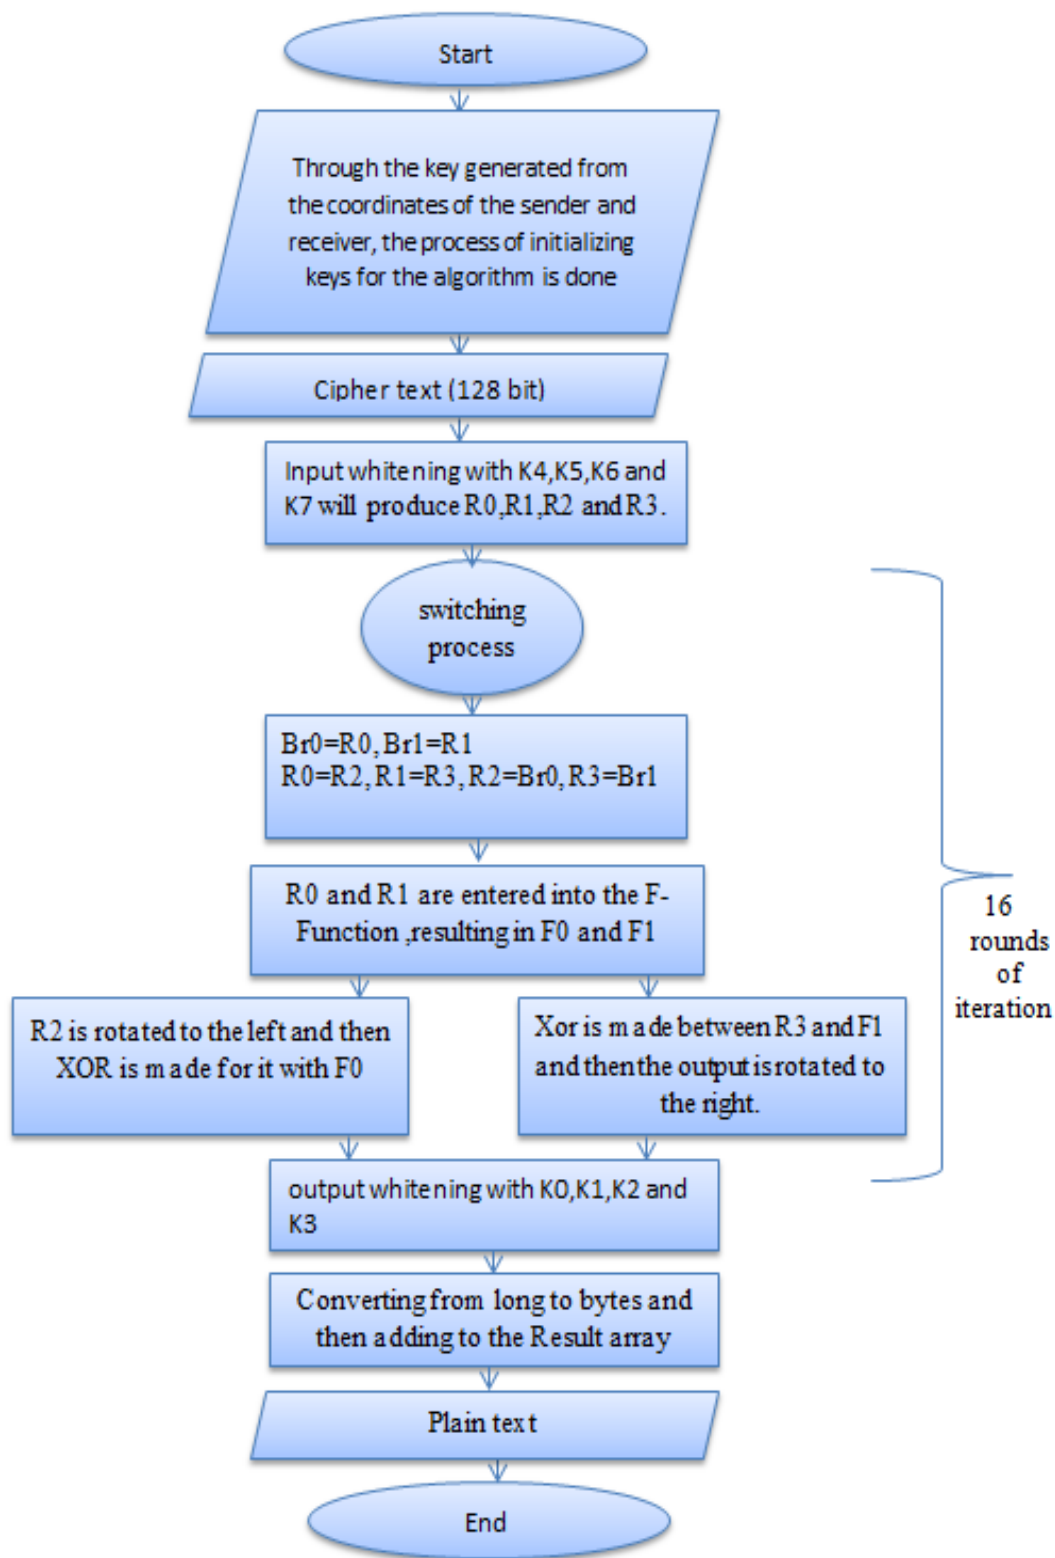 Start
Through the key generated from
the coordinates of the sender and
receiver, the process of initializing
keys for the algorithm is done
Cipher text (128 bit)
Input whitening with K4,K5,K6 and
K7 will produce R0,R1,R2 and R3.
switching
process
Br0=R0, Br1=R1
R0=R2, R1=R3, R2=Br0, R3=Br1
R0 and R1 are entered into the F-
Function ,resulting in F0 and F1
R2 is rotated to the left and then
XOR is made for it with F0
Xor is made between R3 and F1
and then the output is rotated to
the right.
16
rounds
of
iteration
output whitening with K0,K1,K2 and
K3
Converting from long to bytes and
then adding to the Result array
Plain text
End